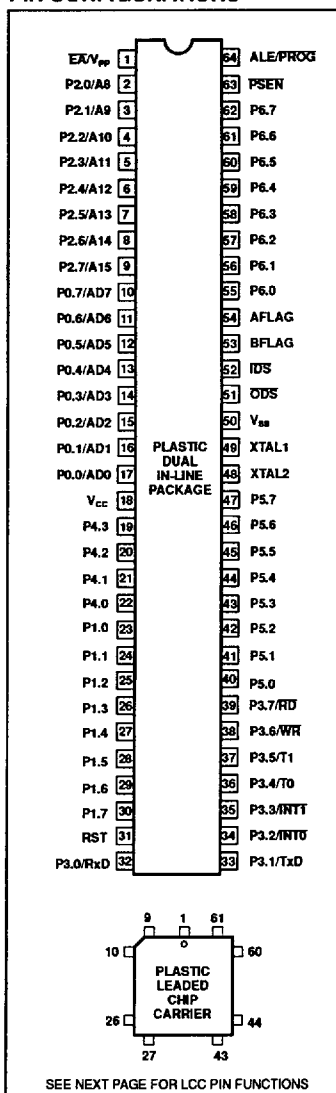 EA/Vpp 1 64 ALE/PROG
P2.0/A8 2 63 PSEN
P2.1/A9 3 62 P6.7
P2.2/A10 4 61 P6.6
P2.3/A11 5 60 P6.5
P2.4/A12 6 59 P6.4
P2.5/A13 7 58 P6.3
P2.6/A14 8 57 P6.2
P2.7/A15 9 56 P6.1
P0.7/AD7 10 55 P6.0
P0.6/AD6 11 54 AFLAG
P0.5/AD5 12 53 BFLAG
P0.4/AD4 13 52 IDS
P0.3/AD3 14 51 ODS
P0.2/AD2 15 50 Vss
P0.1/AD1 16 49 XTAL1
P0.0/AD0 17 48 XTAL2
Vcc 18 47 P5.7
P4.3 19 46 P5.6
P4.2 20 45 P5.5
P4.1 21 44 P5.4
P4.0 22 43 P5.3
P1.0 23 42 P5.2
P1.1 24 41 P5.1
P1.2 25 40 P5.0
P1.3 26 39 P3.7/RD
P1.4 27 38 P3.6/WR
P1.5 28 37 P3.5/T1
P1.6 29 36 P3.4/T0
P1.7 30 35 P3.3/INT1
RST 31 34 P3.2/INT0
P3.0/RxD 32 33 P3.1/TxD
PLASTIC
DUAL
IN-LINE
PACKAGE
9 1 61
10 60
PLASTIC
LEADED
CHIP
CARRIER
26 44
27 43
SEE NEXT PAGE FOR LCC PIN FUNCTIONS